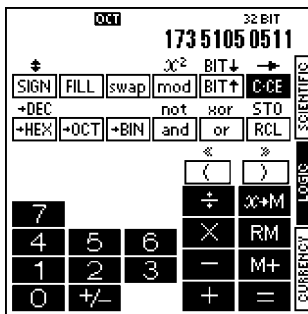 OCT 32 BIT
173 5105 0511
x² BIT↓
SIGN FILL swap mod BIT↑ C·CE
→DEC not xor STO
→HEX →OCT →BIN and or RCL
« »
( )
÷ x→M
7
4 5 6 × RM
1 2 3 − M+
0 +/− + =
SCIENTIFIC
LOGIC
CURRENCY